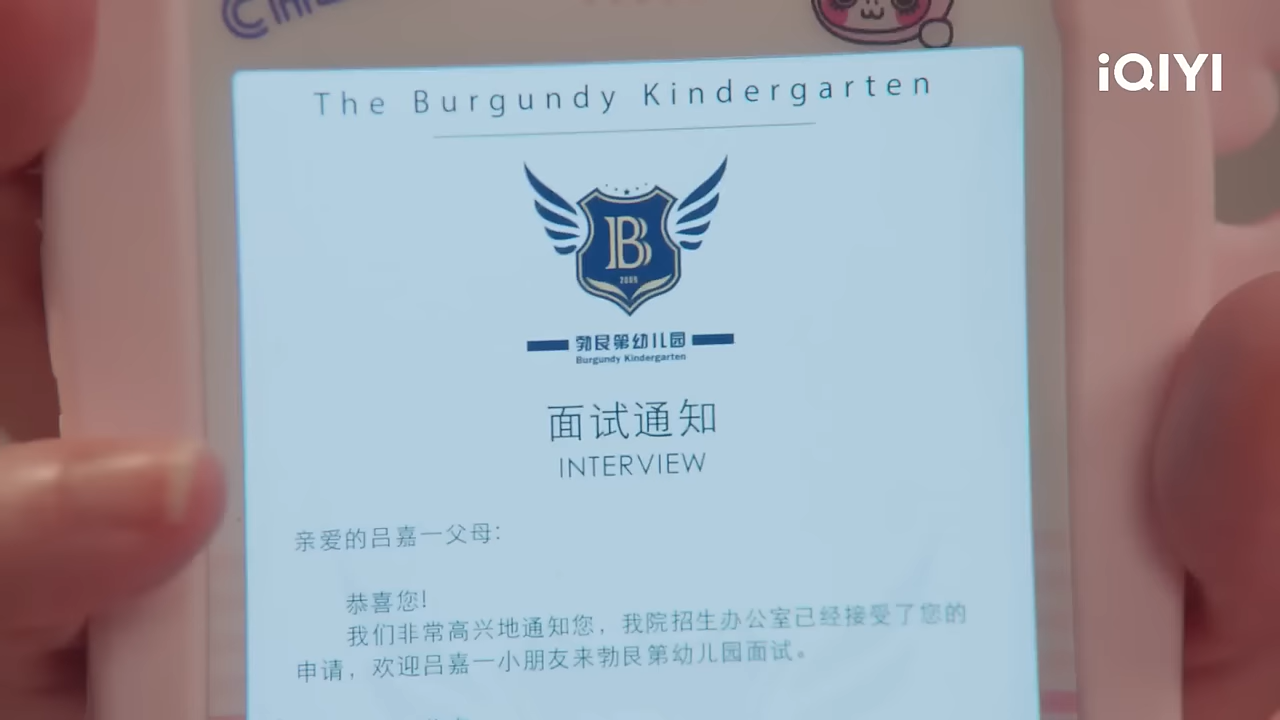 iQIYI
The Burgundy Kindergarten
B
2005
勃艮第幼儿园
Burgundy Kindergarten
面试通知
INTERVIEW
亲爱的吕嘉一父母:
恭喜您!
我们非常高兴地通知您，我院招生办公室已经接受了您的
申请，欢迎吕嘉一小朋友来勃艮第幼儿园面试。